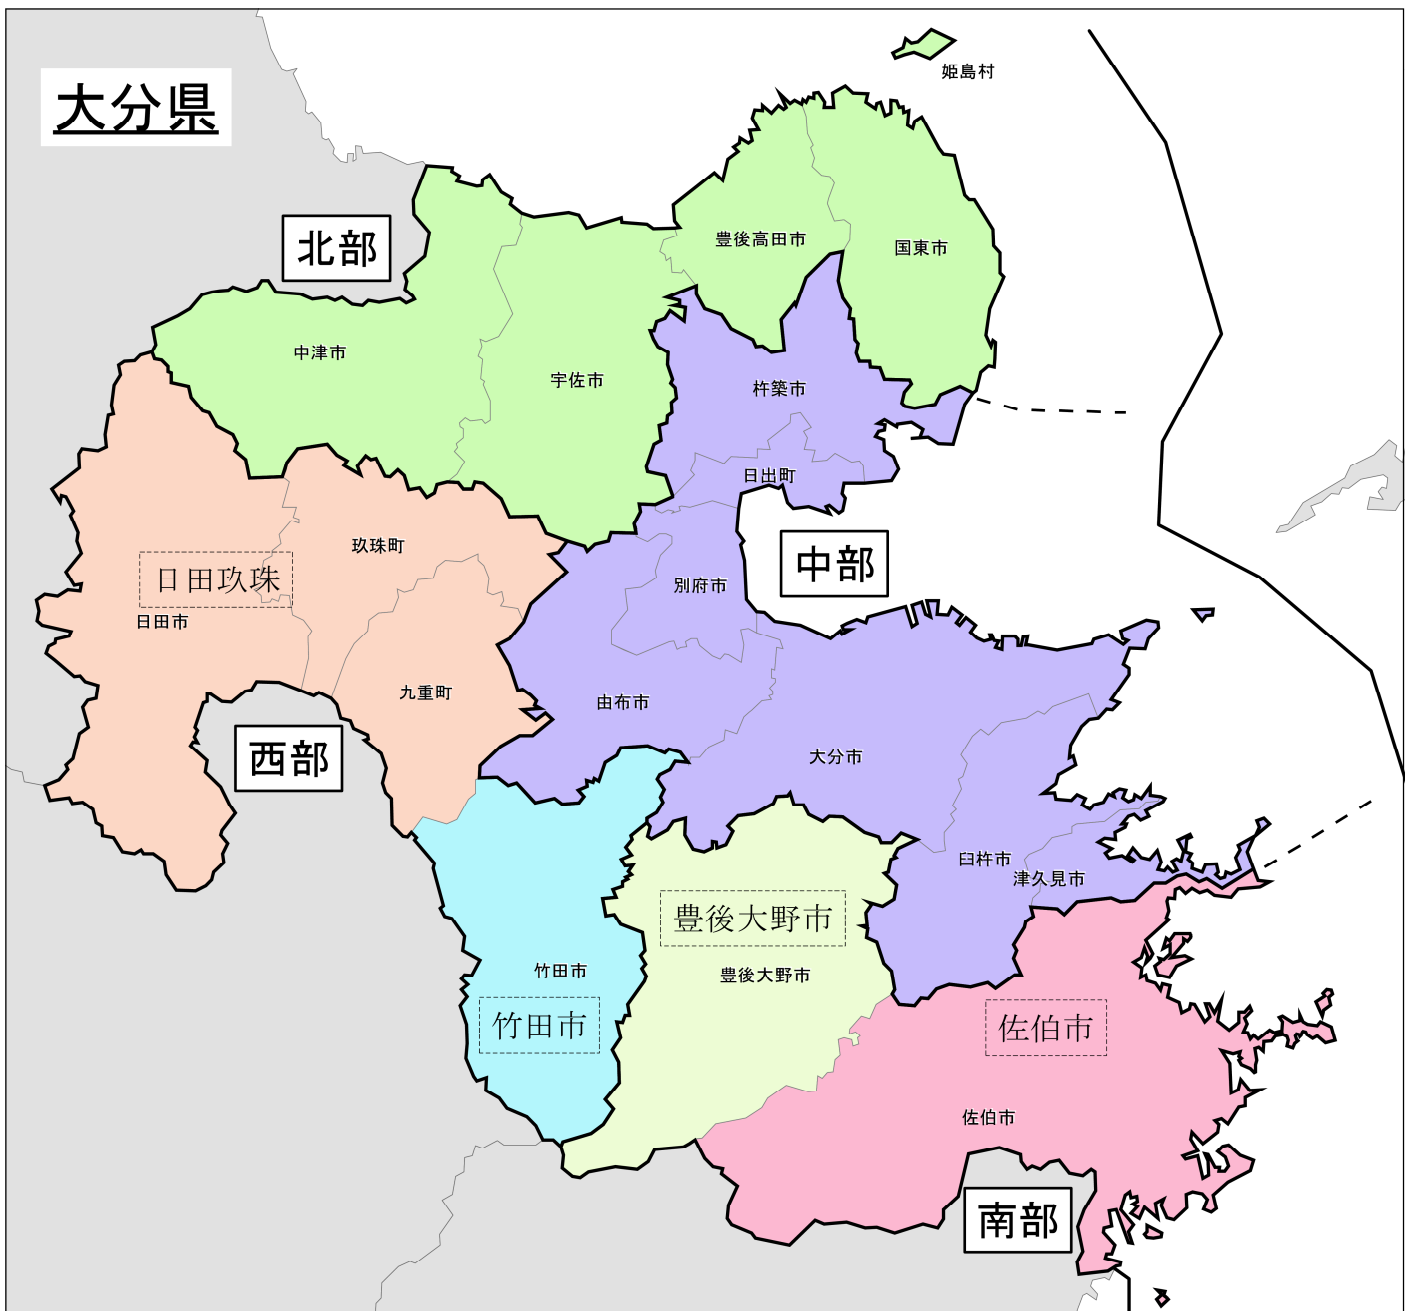 姫島村
大分県
北部
豊後高田市
国東市
中津市
宇佐市
杵築市
日出町
玖珠町
中部
日田玖珠
別府市
日田市
九重町
由布市
西部
大分市
臼杵市
津久見市
豊後大野市
竹田市
豊後大野市
竹田市
佐伯市
佐伯市
南部